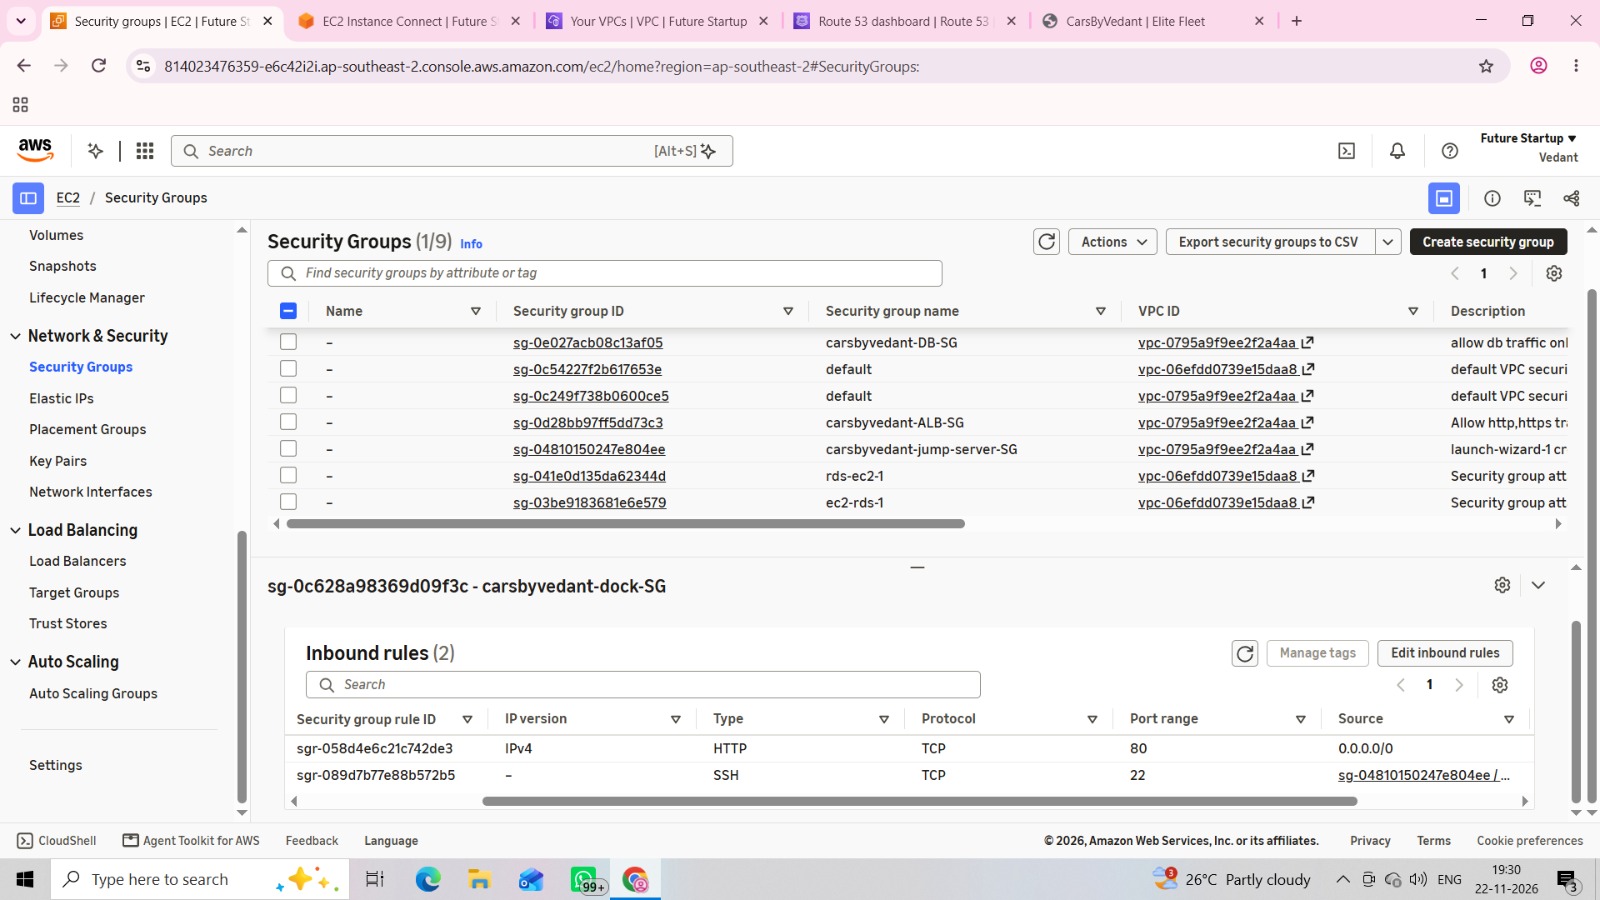 Security groups | EC2 | Future St
EC2 Instance Connect | Future S
Your VPCs | VPC | Future Startup
Route 53 dashboard | Route 53
CarsByVedant | Elite Fleet
814023476359-e6c42i2i.ap-southeast-2.console.aws.amazon.com/ec2/home?region=ap-southeast-2#SecurityGroups:
aws
Search
[Alt+S]
Future Startup
Vedant
EC2 / Security Groups
Volumes
Snapshots
Lifecycle Manager
Network & Security
Security Groups
Elastic IPs
Placement Groups
Key Pairs
Network Interfaces
Load Balancing
Load Balancers
Target Groups
Trust Stores
Auto Scaling
Auto Scaling Groups
Settings
Security Groups (1/9) Info
Actions
Export security groups to CSV
Create security group
Find security groups by attribute or tag
1
Name Security group ID Security group name VPC ID Description
– sg-0e027acb08c13af05 carsbyvedant-DB-SG vpc-0795a9f9ee2f2a4aa allow db traffic onl
– sg-0c54227f2b617653e default vpc-06efdd0739e15daa8 default VPC securi
– sg-0c249f738b0600ce5 default vpc-0795a9f9ee2f2a4aa default VPC securi
– sg-0d28bb97ff5dd73c3 carsbyvedant-ALB-SG vpc-0795a9f9ee2f2a4aa Allow http,https tr
– sg-04810150247e804ee carsbyvedant-jump-server-SG vpc-0795a9f9ee2f2a4aa launch-wizard-1 cr
– sg-041e0d135da62344d rds-ec2-1 vpc-06efdd0739e15daa8 Security group att
– sg-03be9183681e6e579 ec2-rds-1 vpc-06efdd0739e15daa8 Security group att
sg-0c628a98369d09f3c - carsbyvedant-dock-SG
Inbound rules (2)
Manage tags
Edit inbound rules
Search
1
Security group rule ID IP version Type Protocol Port range Source
sgr-058d4e6c21c742de3 IPv4 HTTP TCP 80 0.0.0.0/0
sgr-089d7b77e88b572b5 – SSH TCP 22 sg-04810150247e804ee / ...
CloudShell
Agent Toolkit for AWS
Feedback
Language
© 2026, Amazon Web Services, Inc. or its affiliates.
Privacy
Terms
Cookie preferences
Type here to search
99+
3
26°C Partly cloudy
ENG
19:30
22-11-2026
3